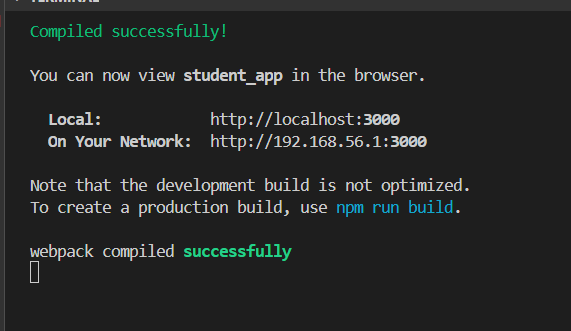 Compiled successfully!
You can now view student_app in the browser.
Local: http://localhost:3000
On Your Network: http://192.168.56.1:3000
Note that the development build is not optimized.
To create a production build, use npm run build.
webpack compiled successfully